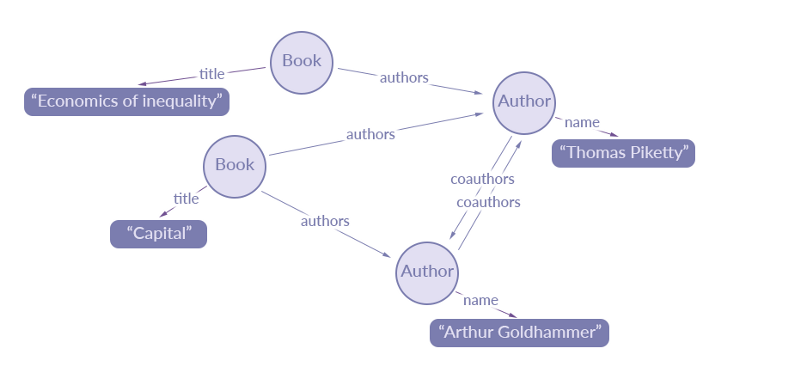 Book
title
authors
“Economics of inequality”
Author
name
authors
“Thomas Piketty”
Book
title
coauthors
coauthors
authors
“Capital”
Author
name
“Arthur Goldhammer”